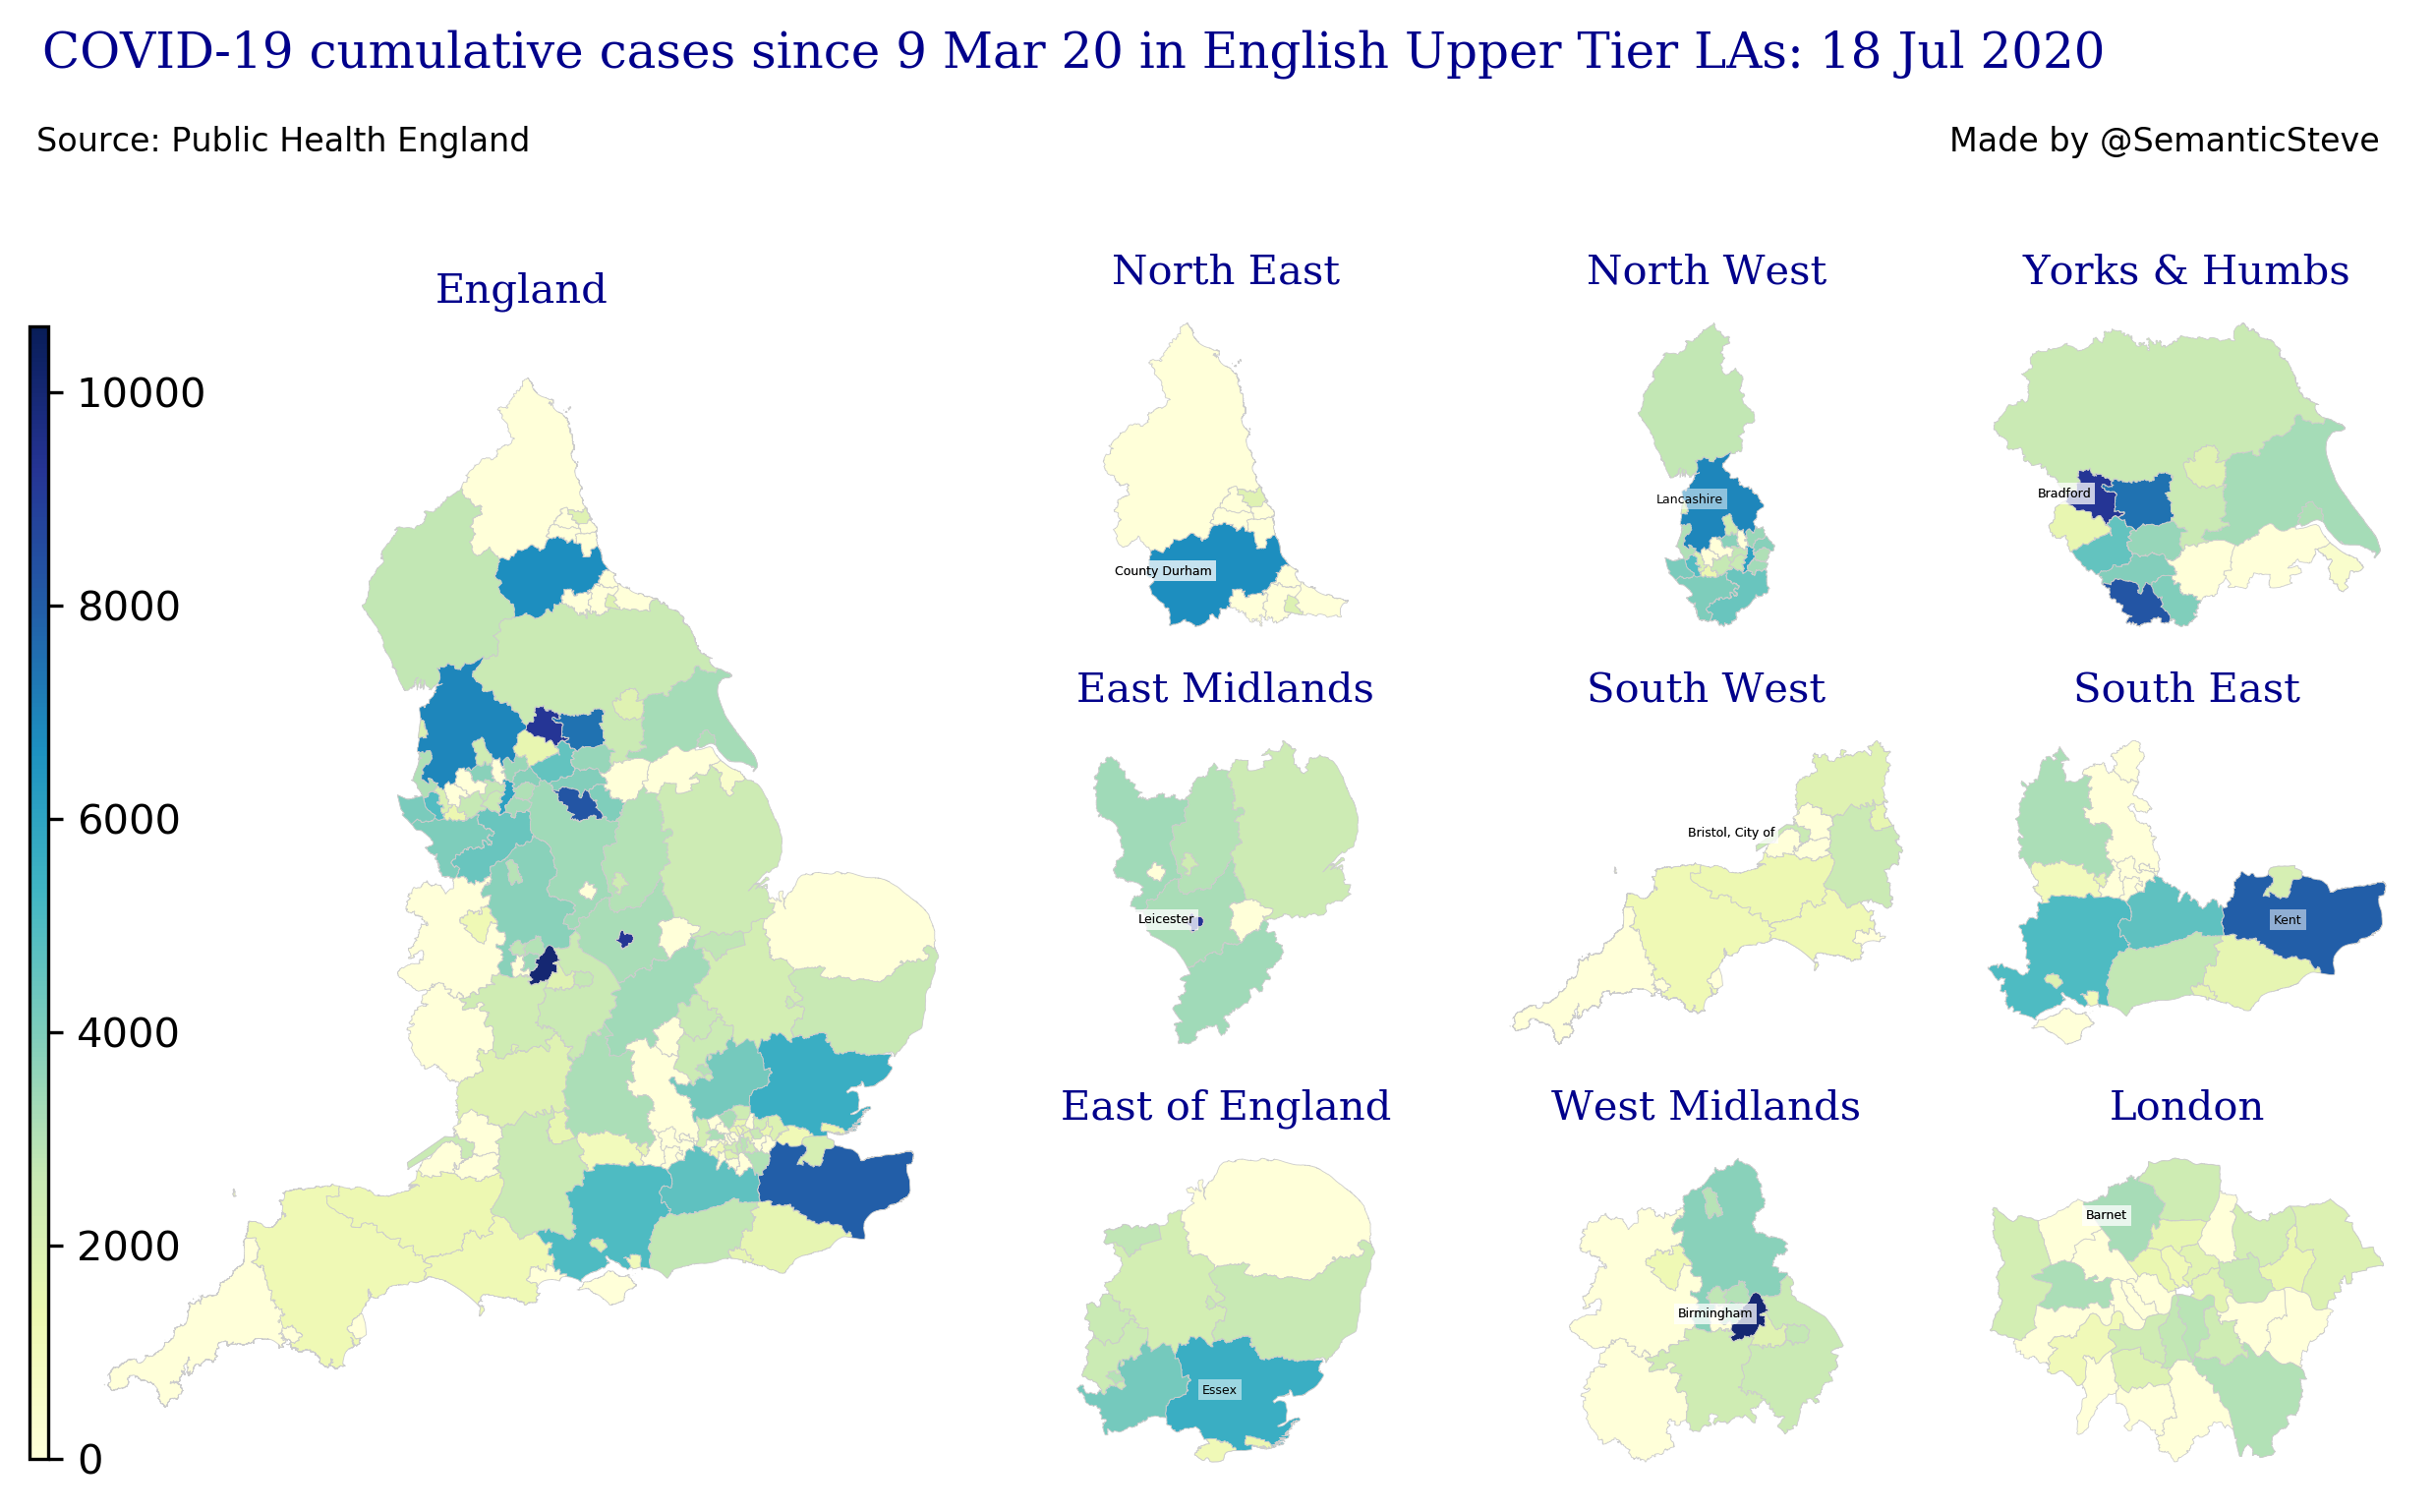 COVID-19 cumulative cases since 9 Mar 20 in English Upper Tier LAs: 18 Jul 2020
Source: Public Health England
Made by @SemanticSteve
England
North East
North West
Yorks & Humbs
10000
8000
6000
4000
2000
0
County Durham
Lancashire
Bradford
East Midlands
South West
South East
Leicester
Bristol, City of
Kent
East of England
West Midlands
London
Essex
Birmingham
Barnet